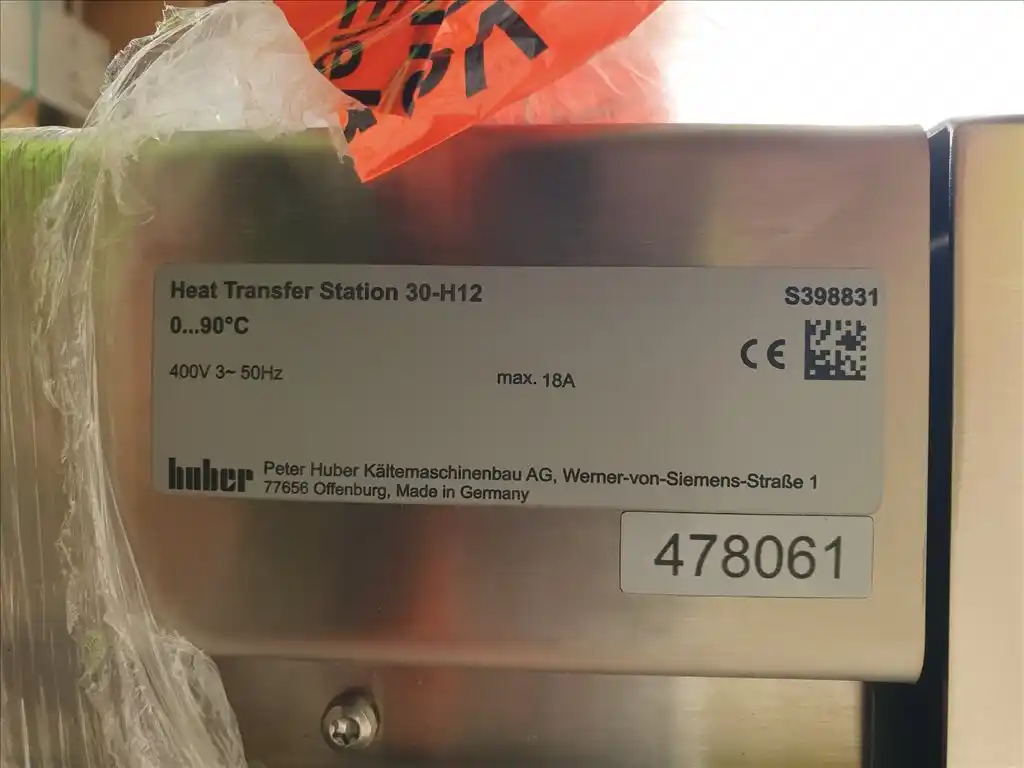 Heat Transfer Station 30-H12
S398831
0...90°C
400V 3~ 50Hz
max. 18A
CE
huber
Peter Huber Kältemaschinenbau AG, Werner-von-Siemens-Straße 1
77656 Offenburg, Made in Germany
478061